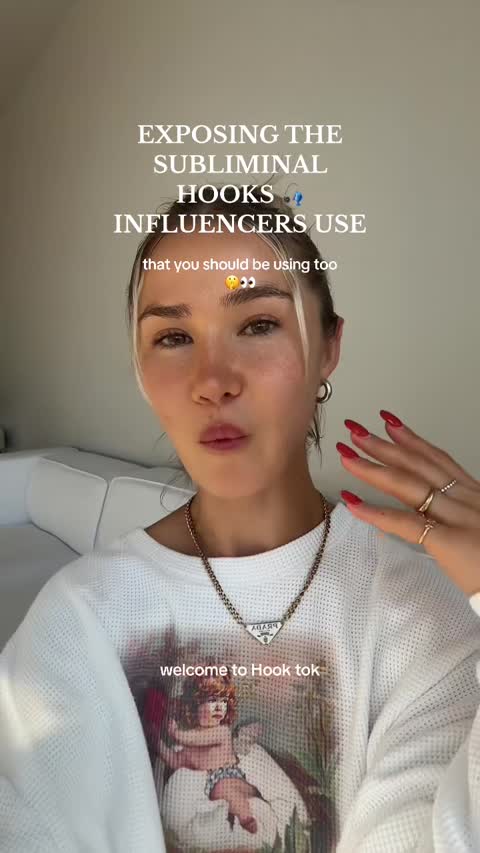 EXPOSING THE
SUBLIMINAL
HOOKS 🎣
INFLUENCERS USE
that you should be using too
🤫👀
PRADA
welcome to Hook tok